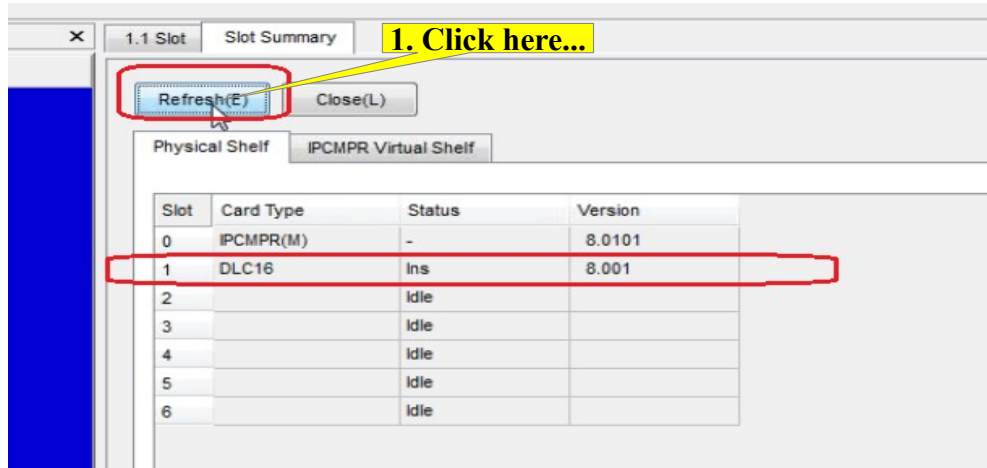 × 1.1 Slot Slot Summary 1. Click here...
Refresh(E) Close(L)
Physical Shelf IPCMPR Virtual Shelf
Slot Card Type Status Version
0 IPCMPR(M) - 8.0101
1 DLC16 Ins 8.001
2 Idle
3 Idle
4 Idle
5 Idle
6 Idle